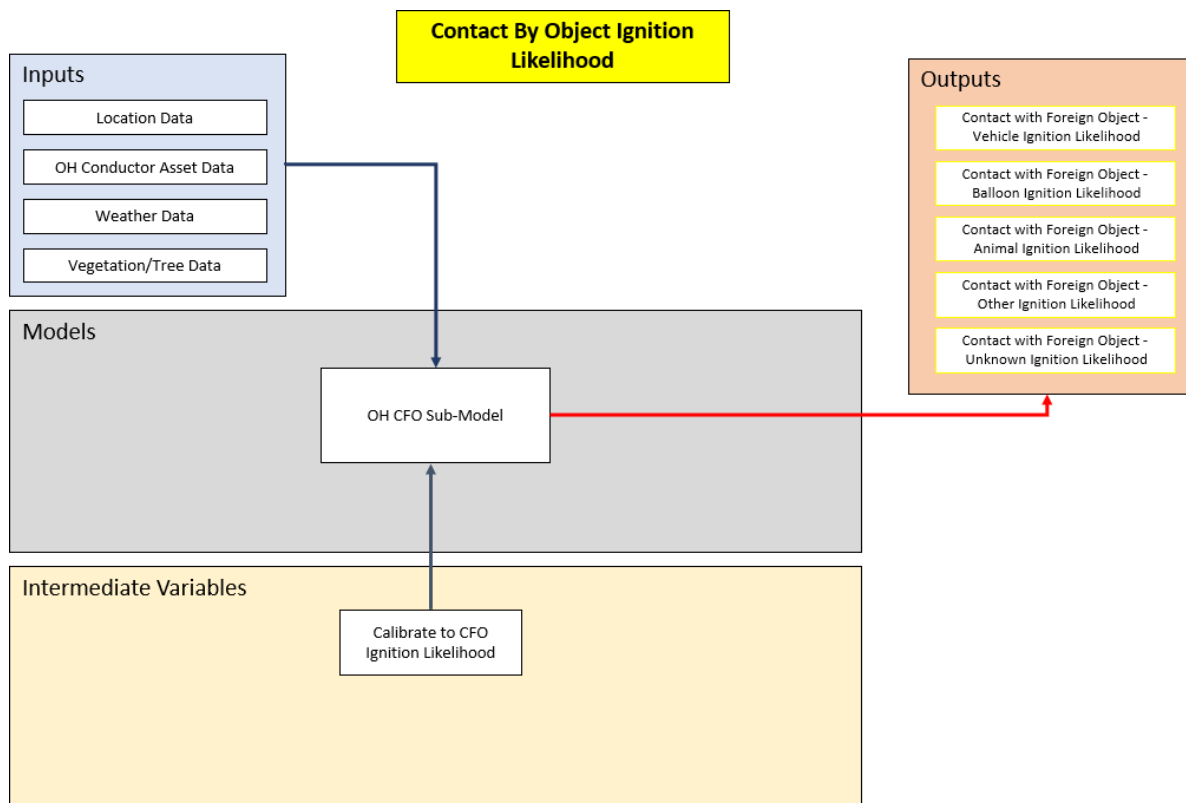 Contact By Object Ignition
Likelihood
Inputs
Location Data
OH Conductor Asset Data
Weather Data
Vegetation/Tree Data
Outputs
Contact with Foreign Object -
Vehicle Ignition Likelihood
Contact with Foreign Object -
Balloon Ignition Likelihood
Contact with Foreign Object -
Animal Ignition Likelihood
Contact with Foreign Object -
Other Ignition Likelihood
Contact with Foreign Object -
Unknown Ignition Likelihood
Models
OH CFO Sub-Model
Intermediate Variables
Calibrate to CFO
Ignition Likelihood